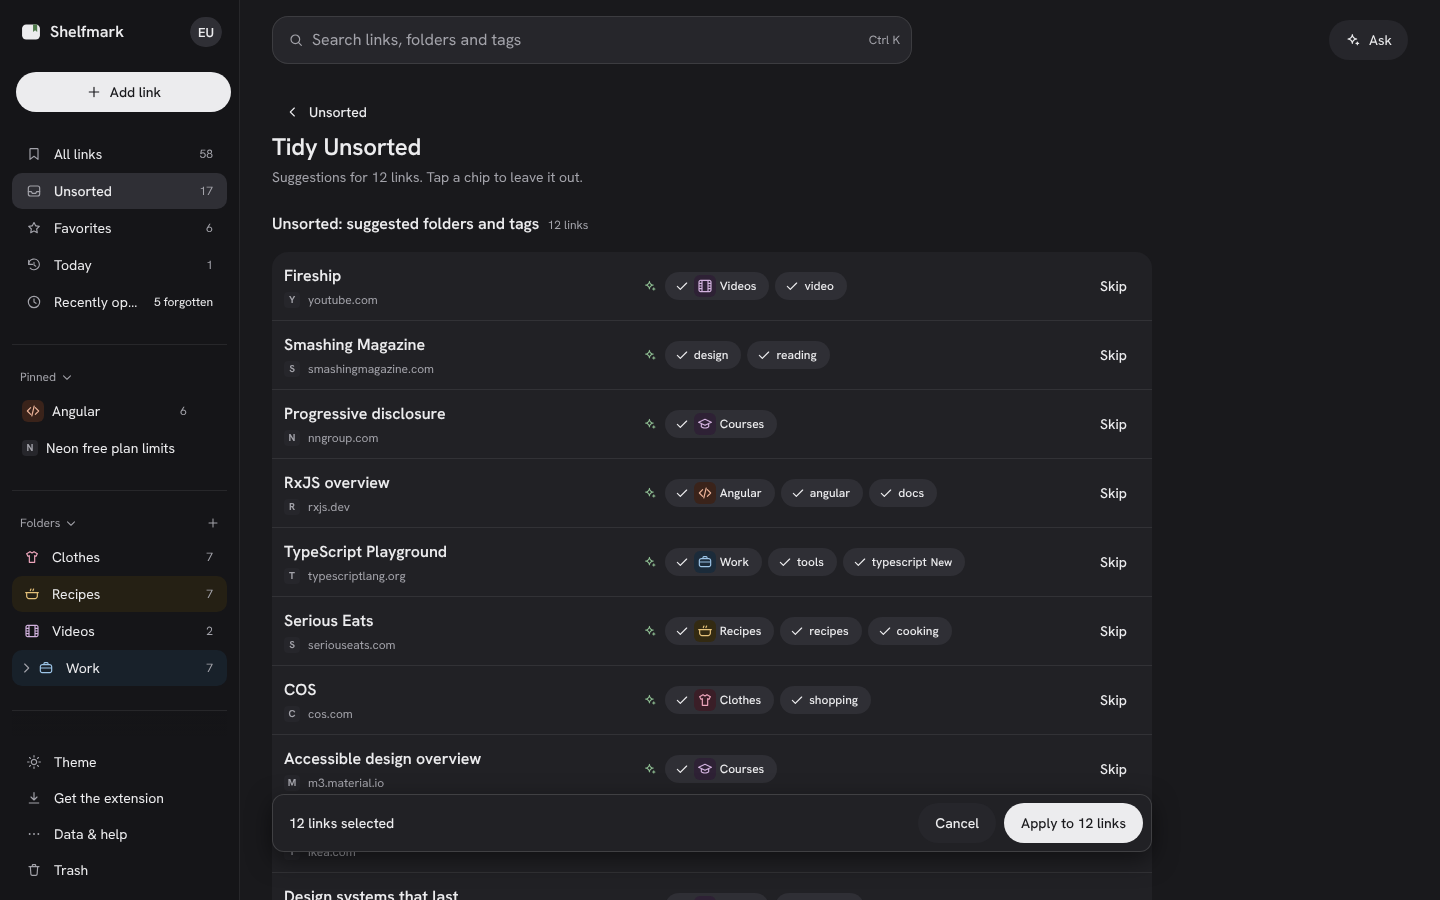 Shelfmark
EU
Add link
All links 58
Unsorted 17
Favorites 6
Today 1
Recently op... 5 forgotten
Pinned
Angular 6
N Neon free plan limits
Folders
Clothes 7
Recipes 7
Videos 2
Work 7
Theme
Get the extension
Data & help
Trash
Search links, folders and tags Ctrl K
Ask
Unsorted
Tidy Unsorted
Suggestions for 12 links. Tap a chip to leave it out.
Unsorted: suggested folders and tags 12 links
Fireship
Y youtube.com
Videos video Skip
Smashing Magazine
S smashingmagazine.com
design reading Skip
Progressive disclosure
N nngroup.com
Courses Skip
RxJS overview
R rxjs.dev
Angular angular docs Skip
TypeScript Playground
T typescriptlang.org
Work tools typescript New Skip
Serious Eats
S seriouseats.com
Recipes recipes cooking Skip
COS
C cos.com
Clothes shopping Skip
Accessible design overview
M m3.material.io
Courses Skip
12 links selected Cancel Apply to 12 links
ikea.com
Design systems that last